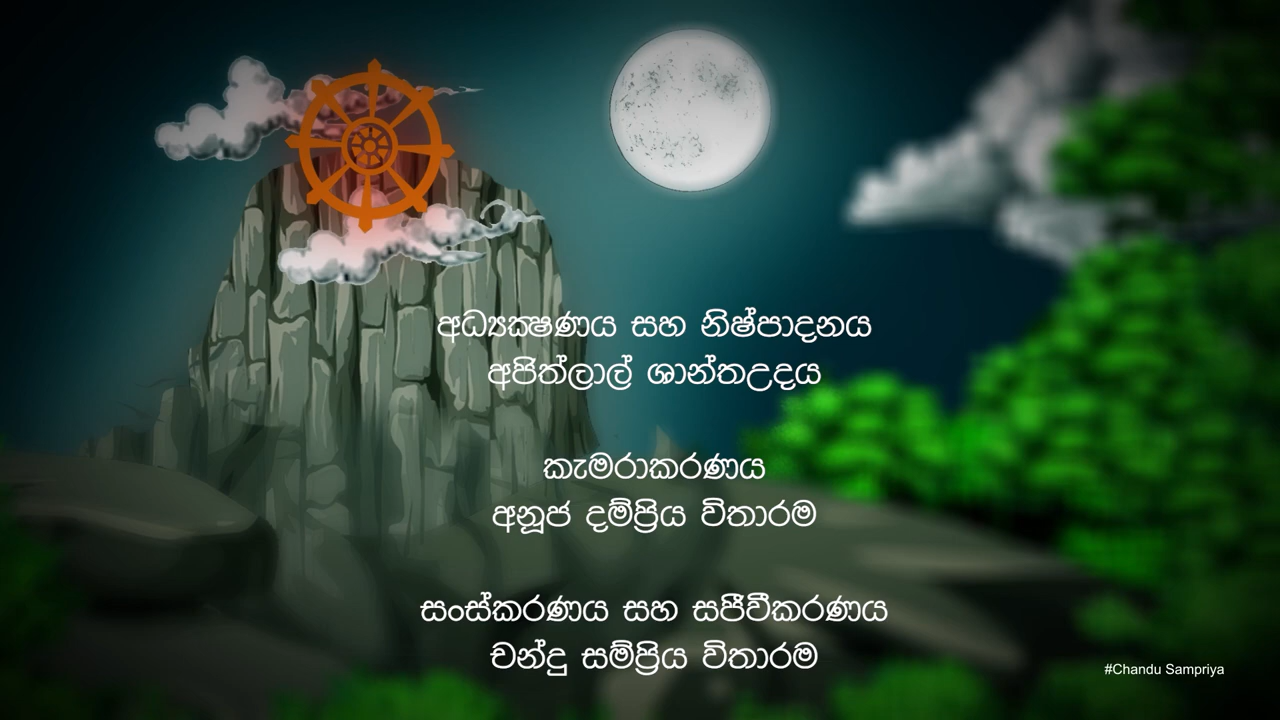 අධ්‍යක්ෂණය සහ නිෂ්පාදනය
අජිත්ලාල් ශාන්තඋදය
කැමරාකරණය
අනූජ දම්ප්‍රිය විතාරම
සංස්කරණය සහ සජීවීකරණය
චන්දු සම්ප්‍රිය විතාරම
#Chandu Sampriya